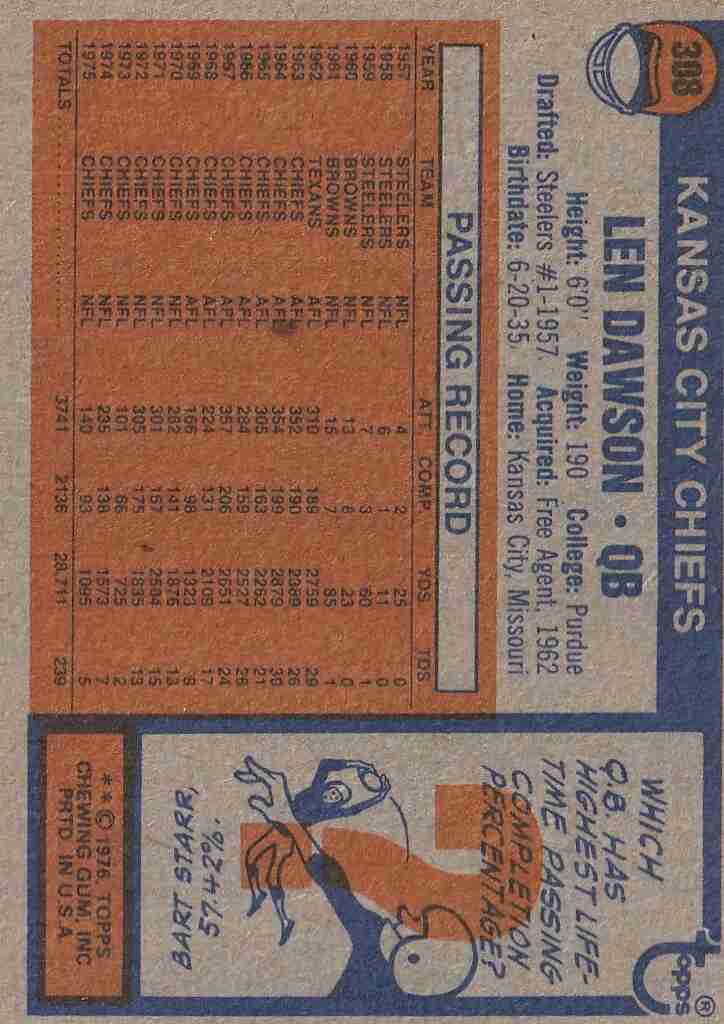 308
KANSAS CITY CHIEFS
LEN DAWSON • QB
Height: 6'0" Weight: 190 College: Purdue
Drafted: Steelers #1-1957. Acquired: Free Agent, 1962
Birthdate: 6-20-35 Home: Kansas City, Missouri
PASSING RECORD
YEAR TEAM ATT. COMP. YDS. TDS.
1957 STEELERS NFL 4 2 25 0
1958 STEELERS NFL 6 1 11 0
1959 STEELERS NFL 7 3 60 1
1960 BROWNS NFL 13 8 23 0
1961 BROWNS NFL 15 7 85 1
1962 TEXANS AFL 310 189 2759 29
1963 CHIEFS AFL 352 190 2389 26
1964 CHIEFS AFL 354 199 2879 30
1965 CHIEFS AFL 305 163 2262 21
1966 CHIEFS AFL 284 159 2527 26
1967 CHIEFS AFL 357 206 2651 24
1968 CHIEFS AFL 224 131 2109 17
1969 CHIEFS AFL 166 98 1323 9
1970 CHIEFS NFL 262 141 1876 13
1971 CHIEFS NFL 301 167 2504 15
1972 CHIEFS NFL 305 175 1835 13
1973 CHIEFS NFL 101 66 725 2
1974 CHIEFS NFL 235 138 1573 7
1975 CHIEFS NFL 140 93 1095 5
TOTALS 3741 2136 28,711 239
topps®
WHICH
Q.B. HAS
HIGHEST LIFE-
TIME PASSING
COMPLETION
PERCENTAGE?
?
BART STARR,
57.42%.
** © 1976, TOPPS
CHEWING GUM, INC
PRTD. IN U.S.A.